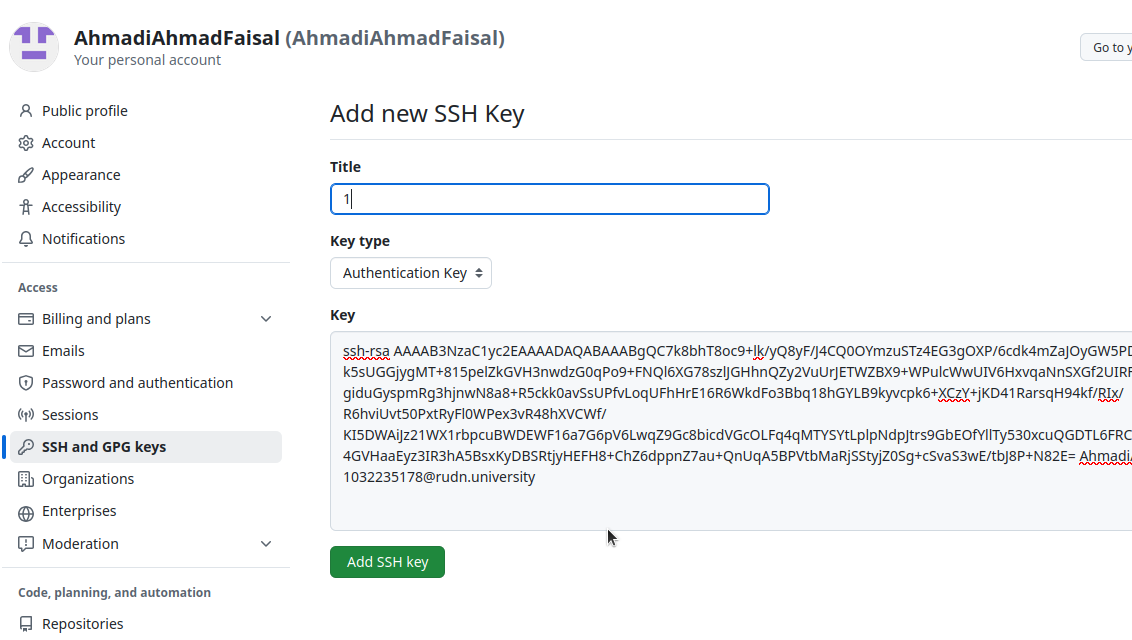 AhmadiAhmadFaisal (AhmadiAhmadFaisal)
Your personal account
Go to y
Public profile
Account
Appearance
Accessibility
Notifications
Access
Billing and plans
Emails
Password and authentication
Sessions
SSH and GPG keys
Organizations
Enterprises
Moderation
Code, planning, and automation
Repositories
Add new SSH Key
Title
1
Key type
Authentication Key
Key
ssh-rsa AAAAB3NzaC1yc2EAAAADAQABAAABgQC7k8bhT8oc9+lk/yQ8yF/J4CQ0OYmzuSTz4EG3gOXP/6cdk4mZaJOyGW5PD
k5sUGGjygMT+815pelZkGVH3nwdzG0qPo9+FNQl6XG78szlJGHhnQZy2VuUrJETWZBX9+WPulcWwUIV6HxvqaNnSXGf2UIRF
giduGyspmRg3hjnwN8a8+R5ckk0avSsUPfvLoqUFhHrE16R6WkdFo3Bbq18hGYLB9kyvcpk6+XCzY+jKD41RarsqH94kf/RIx/
R6hviUvt50PxtRyFl0WPex3vR48hXVCWf/
KI5DWAiJz21WX1rbpcuBWDEWF16a7G6pV6LwqZ9Gc8bicdVGcOLFq4qMTYSYtLplpNdpJtrs9GbEOfYllTy530xcuQGDTL6FRC
4GVHaaEyz3IR3hA5BsxKyDBSRtjyHEFH8+ChZ6dppnZ7au+QnUqA5BPVtbMaRjSStyjZ0Sg+cSvaS3wE/tbJ8P+N82E= Ahmadi
1032235178@rudn.university
Add SSH key